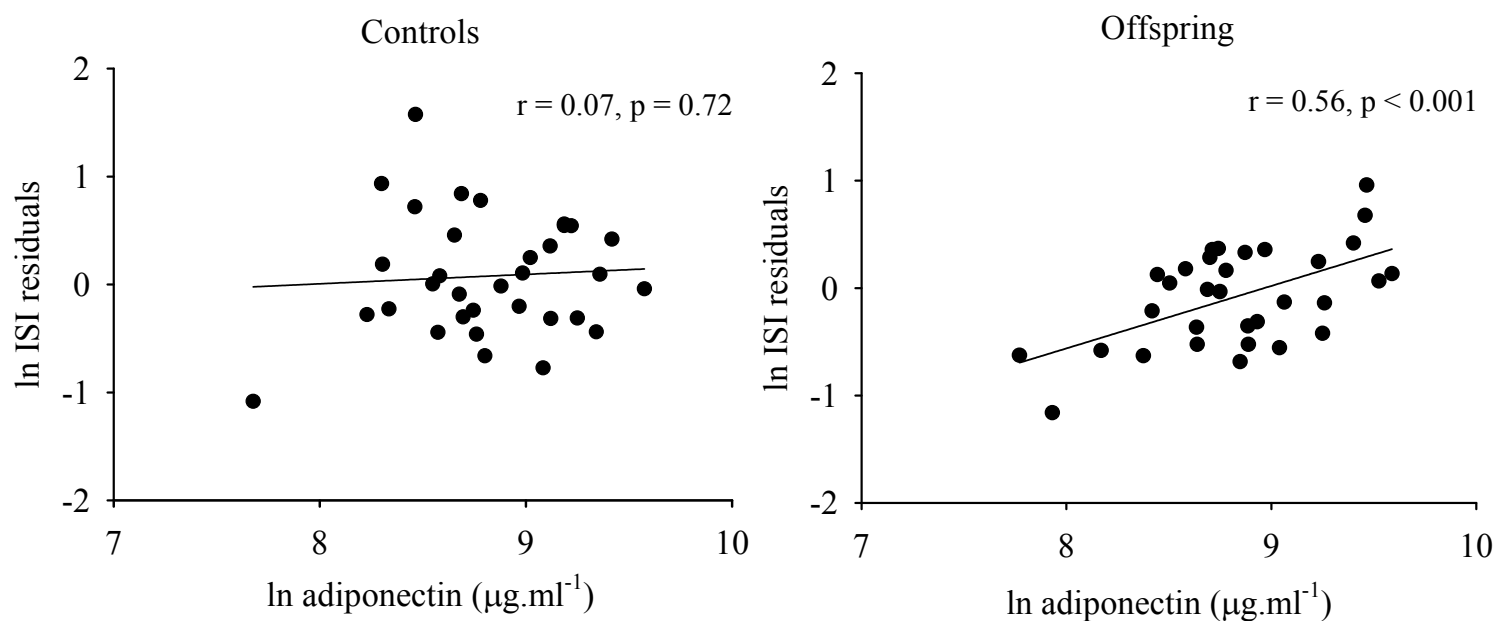 Controls
r = 0.07, p = 0.72
ln ISI residuals
2
1
0
-1
-2
7 8 9 10
ln adiponectin (μg.ml⁻¹)
Offspring
r = 0.56, p < 0.001
ln ISI residuals
2
1
0
-1
-2
7 8 9 10
ln adiponectin (μg.ml⁻¹)